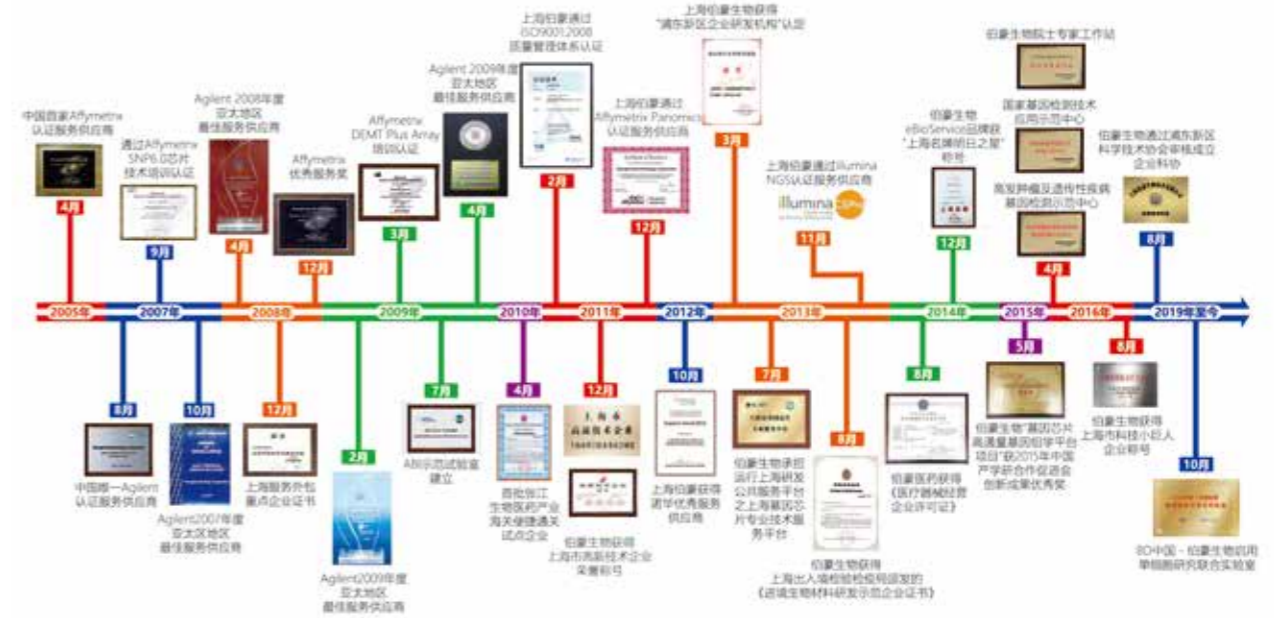 中国首家Affymetrix
认证服务供应商
4月
通过Affymetrix
SNP6.0芯片
技术培训认证
9月
Agilent 2008年度
亚太地区
最佳服务供应商
4月
Affymetrix
优秀服务奖
12月
Affymetrix
DEMT Plus Array
培训认证
3月
Agilent 2009年度
亚太地区
最佳服务供应商
4月
上海伯豪通过
ISO9001:2008
质量管理体系认证
2月
上海伯豪通过
Affymetrix Panomics
认证服务供应商
12月
上海伯豪生物获得
“浦东新区企业研发机构”认定
3月
上海伯豪通过illumina
NGS认证服务供应商
illumina
CSPro
11月
伯豪生物
eBioService品牌获
“上海名牌明日之星”
称号
12月
伯豪生物院士专家工作站
国家基因检测技术
应用示范中心
高发肿瘤及遗传性疾病
基因检测示范中心
4月
伯豪生物通过浦东新区
科学技术协会审核成立
企业科协
8月
2005年
2007年
2008年
2009年
2010年
2011年
2012年
2013年
2014年
2015年
2016年
2019年至今
8月
中国唯一Agilent
认证服务供应商
10月
Agilent2007年度
亚太区地区
最佳服务供应商
12月
上海服务外包
重点企业证书
2月
Agilent2009年度
亚太地区
最佳服务供应商
7月
ABI示范试验室
建立
4月
首批张江
生物医药产业
海关便捷通关
试点企业
12月
上海市
高新技术企业
伯豪生物获得
上海市高新技术企业
荣誉称号
10月
上海伯豪获得
诺华优秀服务
供应商
7月
伯豪生物承担
运行上海研发
公共服务平台
之上海基因芯
片专业技术服
务平台
8月
伯豪生物获得
上海出入境检验检疫局颁发的
《进境生物材料研发示范企业证书》
8月
伯豪医药获得
《医疗器械经营
企业许可证》
5月
伯豪生物“基因芯片
高通量基因组学平台
项目”获2015年中国
产学研合作促进会
创新成果优秀奖
8月
伯豪生物获得
上海市科技小巨人
企业称号
10月
BD中国·伯豪生物启用
单细胞研究联合实验室